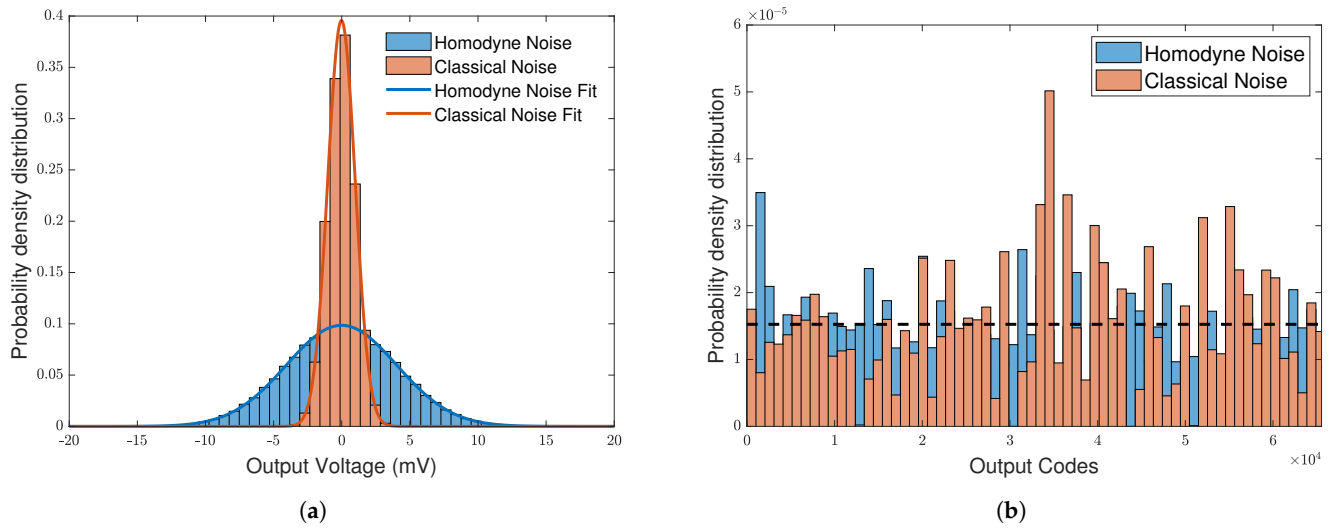 0.4
0.35
0.3
0.25
0.2
0.15
0.1
0.05
0
Probability density distribution
-20
-15
-10
-5
0
5
10
15
20
Output Voltage (mV)
Homodyne Noise
Classical Noise
Homodyne Noise Fit
Classical Noise Fit
(a)
×10⁻⁵
6
5
4
3
2
1
0
Probability density distribution
0
1
2
3
4
5
6
×10⁴
Output Codes
Homodyne Noise
Classical Noise
(b)